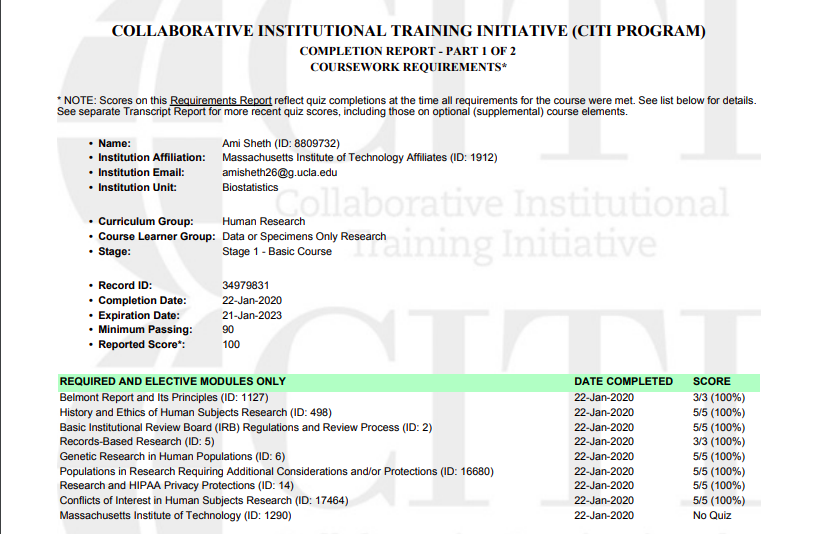 COLLABORATIVE INSTITUTIONAL TRAINING INITIATIVE (CITI PROGRAM)
COMPLETION REPORT - PART 1 OF 2
COURSEWORK REQUIREMENTS*
* NOTE: Scores on this Requirements Report reflect quiz completions at the time all requirements for the course were met. See list below for details.
See separate Transcript Report for more recent quiz scores, including those on optional (supplemental) course elements.
• Name: Ami Sheth (ID: 8809732)
• Institution Affiliation: Massachusetts Institute of Technology Affiliates (ID: 1912)
• Institution Email: amisheth26@g.ucla.edu
• Institution Unit: Biostatistics
Collaborative Institutional
Training Initiative
• Curriculum Group: Human Research
• Course Learner Group: Data or Specimens Only Research
• Stage: Stage 1 - Basic Course
• Record ID: 34979831
• Completion Date: 22-Jan-2020
• Expiration Date: 21-Jan-2023
• Minimum Passing: 90
• Reported Score*: 100
CITI
REQUIRED AND ELECTIVE MODULES ONLY DATE COMPLETED SCORE
Belmont Report and Its Principles (ID: 1127) 22-Jan-2020 3/3 (100%)
History and Ethics of Human Subjects Research (ID: 498) 22-Jan-2020 5/5 (100%)
Basic Institutional Review Board (IRB) Regulations and Review Process (ID: 2) 22-Jan-2020 5/5 (100%)
Records-Based Research (ID: 5) 22-Jan-2020 3/3 (100%)
Genetic Research in Human Populations (ID: 6) 22-Jan-2020 5/5 (100%)
Populations in Research Requiring Additional Considerations and/or Protections (ID: 16680) 22-Jan-2020 5/5 (100%)
Research and HIPAA Privacy Protections (ID: 14) 22-Jan-2020 5/5 (100%)
Conflicts of Interest in Human Subjects Research (ID: 17464) 22-Jan-2020 5/5 (100%)
Massachusetts Institute of Technology (ID: 1290) 22-Jan-2020 No Quiz